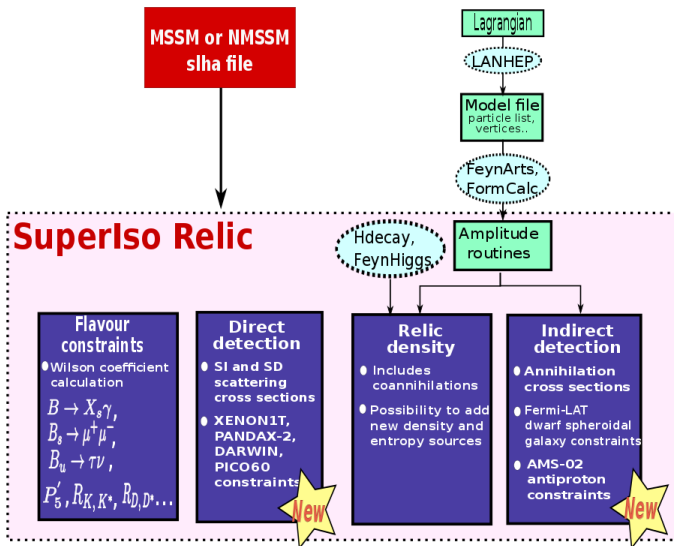 MSSM or NMSSM
slha file
Lagrangian
LANHEP
Model file
particle list,
vertices..
FeynArts,
FormCalc
SuperIso Relic
Hdecay,
FeynHiggs
Amplitude
routines
Flavour
constraints
Wilson coefficient
calculation
B → X_sγ,
B_s → μ⁺μ⁻,
B_u → τν,
P₅′, R_{K,K*}, R_{D,D*}...
Direct
detection
SI and SD
scattering
cross sections
XENON1T,
PANDAX-2,
DARWIN,
PICO60
constraints
New
Relic
density
Includes
coannihilations
Possibility to add
new density and
entropy sources
Indirect
detection
Annihilation
cross sections
Fermi-LAT
dwarf spheroidal
galaxy constraints
AMS-02
antiproton
constraints
New